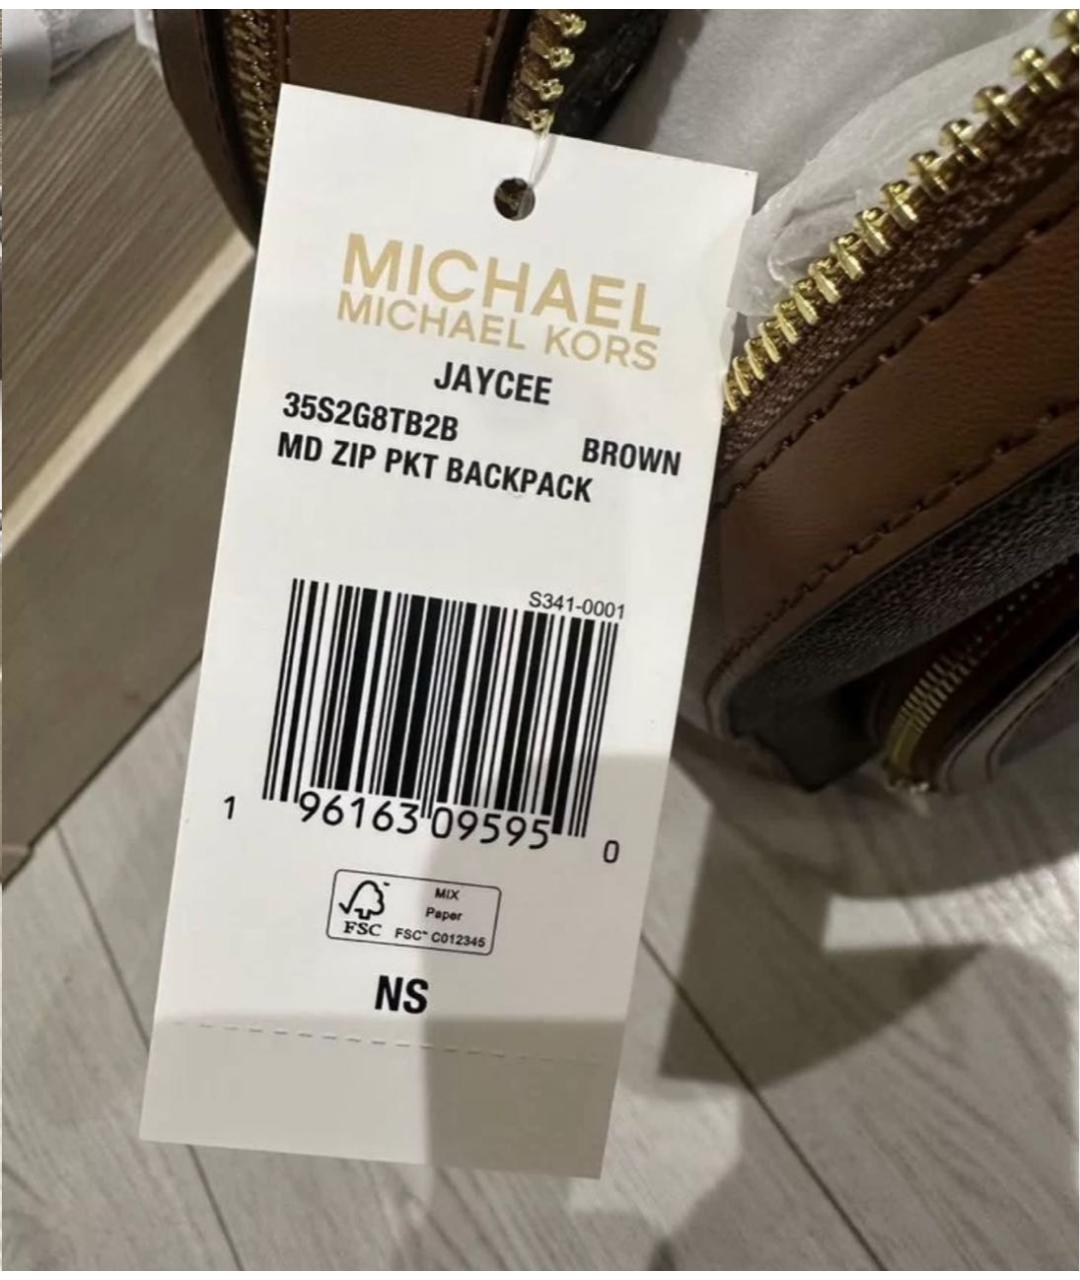 MICHAEL
MICHAEL KORS
JAYCEE
35S2G8TB2B BROWN
MD ZIP PKT BACKPACK
S341-0001
1 96163 09595 0
MIX
Paper
FSC FSC™ C012345
NS